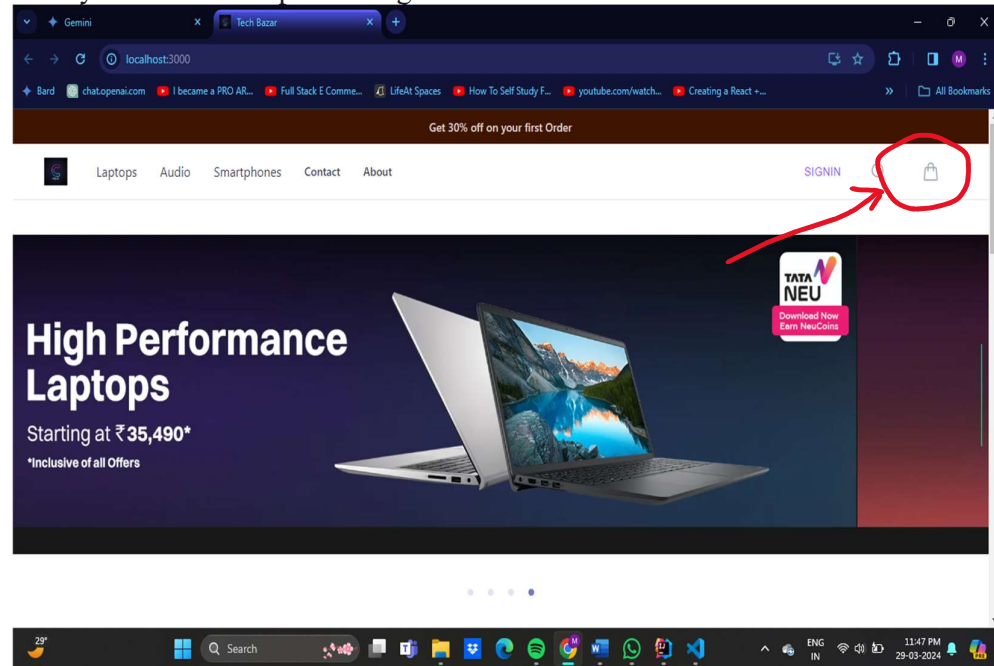 Gemini
Tech Bazar
localhost:3000
Bard
chat.openai.com
I became a PRO AR...
Full Stack E Comme...
LifeAt Spaces
How To Self Study F...
youtube.com/watch...
Creating a React +...
»
All Bookmarks
M
Get 30% off on your first Order
Laptops
Audio
Smartphones
Contact
About
SIGNIN
TATA
NEU
Download Now
Earn NeuCoins
High Performance
Laptops
Starting at ₹35,490*
*Inclusive of all Offers
29°
Search
ENG
IN
11:47 PM
29-03-2024